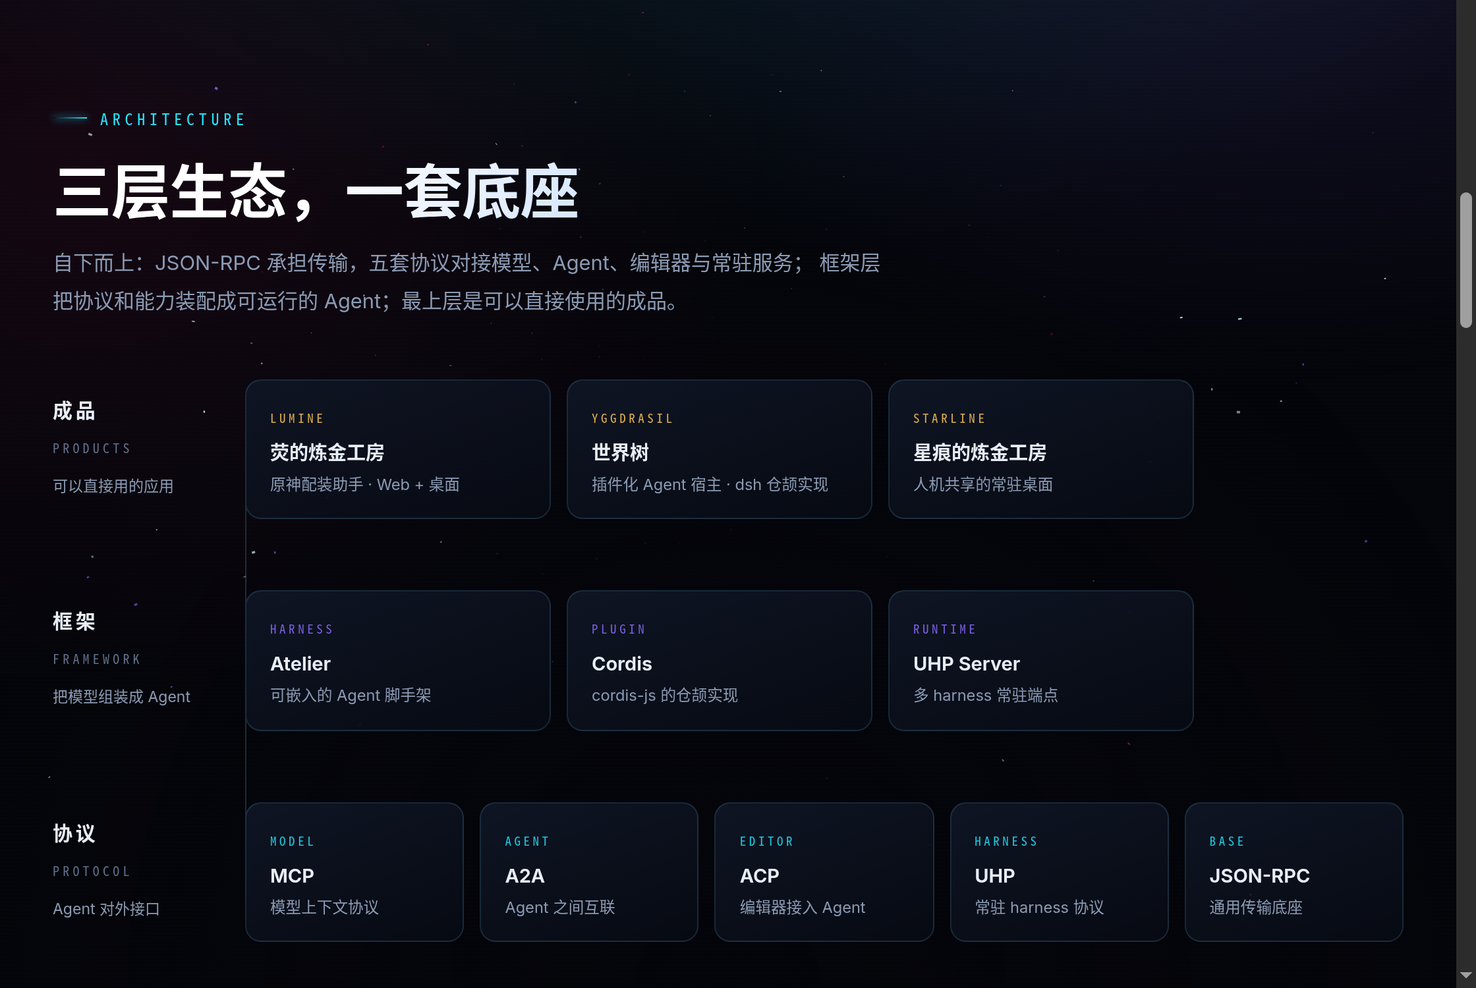 ARCHITECTURE
三层生态，一套底座
自下而上：JSON-RPC 承担传输，五套协议对接模型、Agent、编辑器与常驻服务； 框架层
把协议和能力装配成可运行的 Agent；最上层是可以直接使用的成品。
成品
PRODUCTS
可以直接用的应用
LUMINE
荧的炼金工房
原神配装助手 · Web + 桌面
YGGDRASIL
世界树
插件化 Agent 宿主 · dsh 仓颉实现
STARLINE
星痕的炼金工房
人机共享的常驻桌面
框架
FRAMEWORK
把模型组装成 Agent
HARNESS
Atelier
可嵌入的 Agent 脚手架
PLUGIN
Cordis
cordis-js 的仓颉实现
RUNTIME
UHP Server
多 harness 常驻端点
协议
PROTOCOL
Agent 对外接口
MODEL
MCP
模型上下文协议
AGENT
A2A
Agent 之间互联
EDITOR
ACP
编辑器接入 Agent
HARNESS
UHP
常驻 harness 协议
BASE
JSON-RPC
通用传输底座